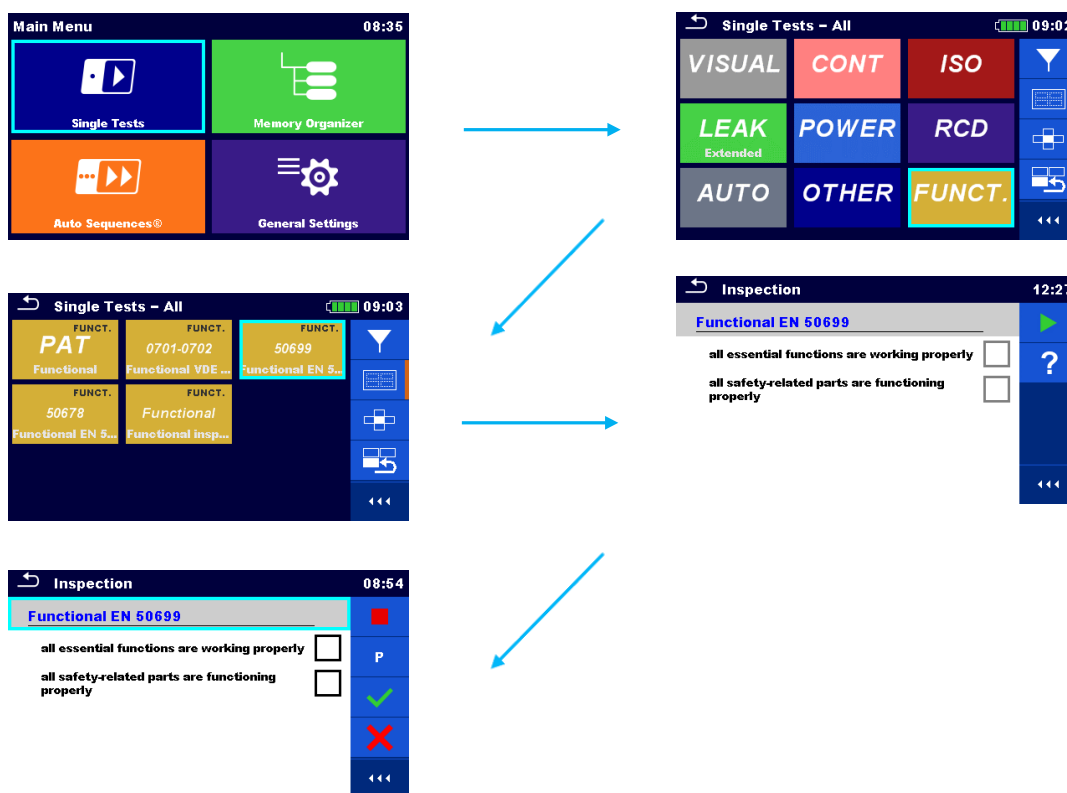 Main Menu 08:35
Single Tests
Memory Organizer
Auto Sequences®
General Settings
Single Tests – All 09:02
VISUAL CONT ISO
LEAK POWER RCD
Extended
AUTO OTHER FUNCT.
Single Tests – All 09:03
FUNCT. FUNCT. FUNCT.
PAT 0701-0702 50699
Functional Functional VDE ... Functional EN 5...
FUNCT. FUNCT.
50678 Functional
Functional EN 5... Functional insp...
Inspection 12:27
Functional EN 50699
all essential functions are working properly
?
all safety-related parts are functioning
properly
Inspection 08:54
Functional EN 50699
all essential functions are working properly
P
all safety-related parts are functioning
properly